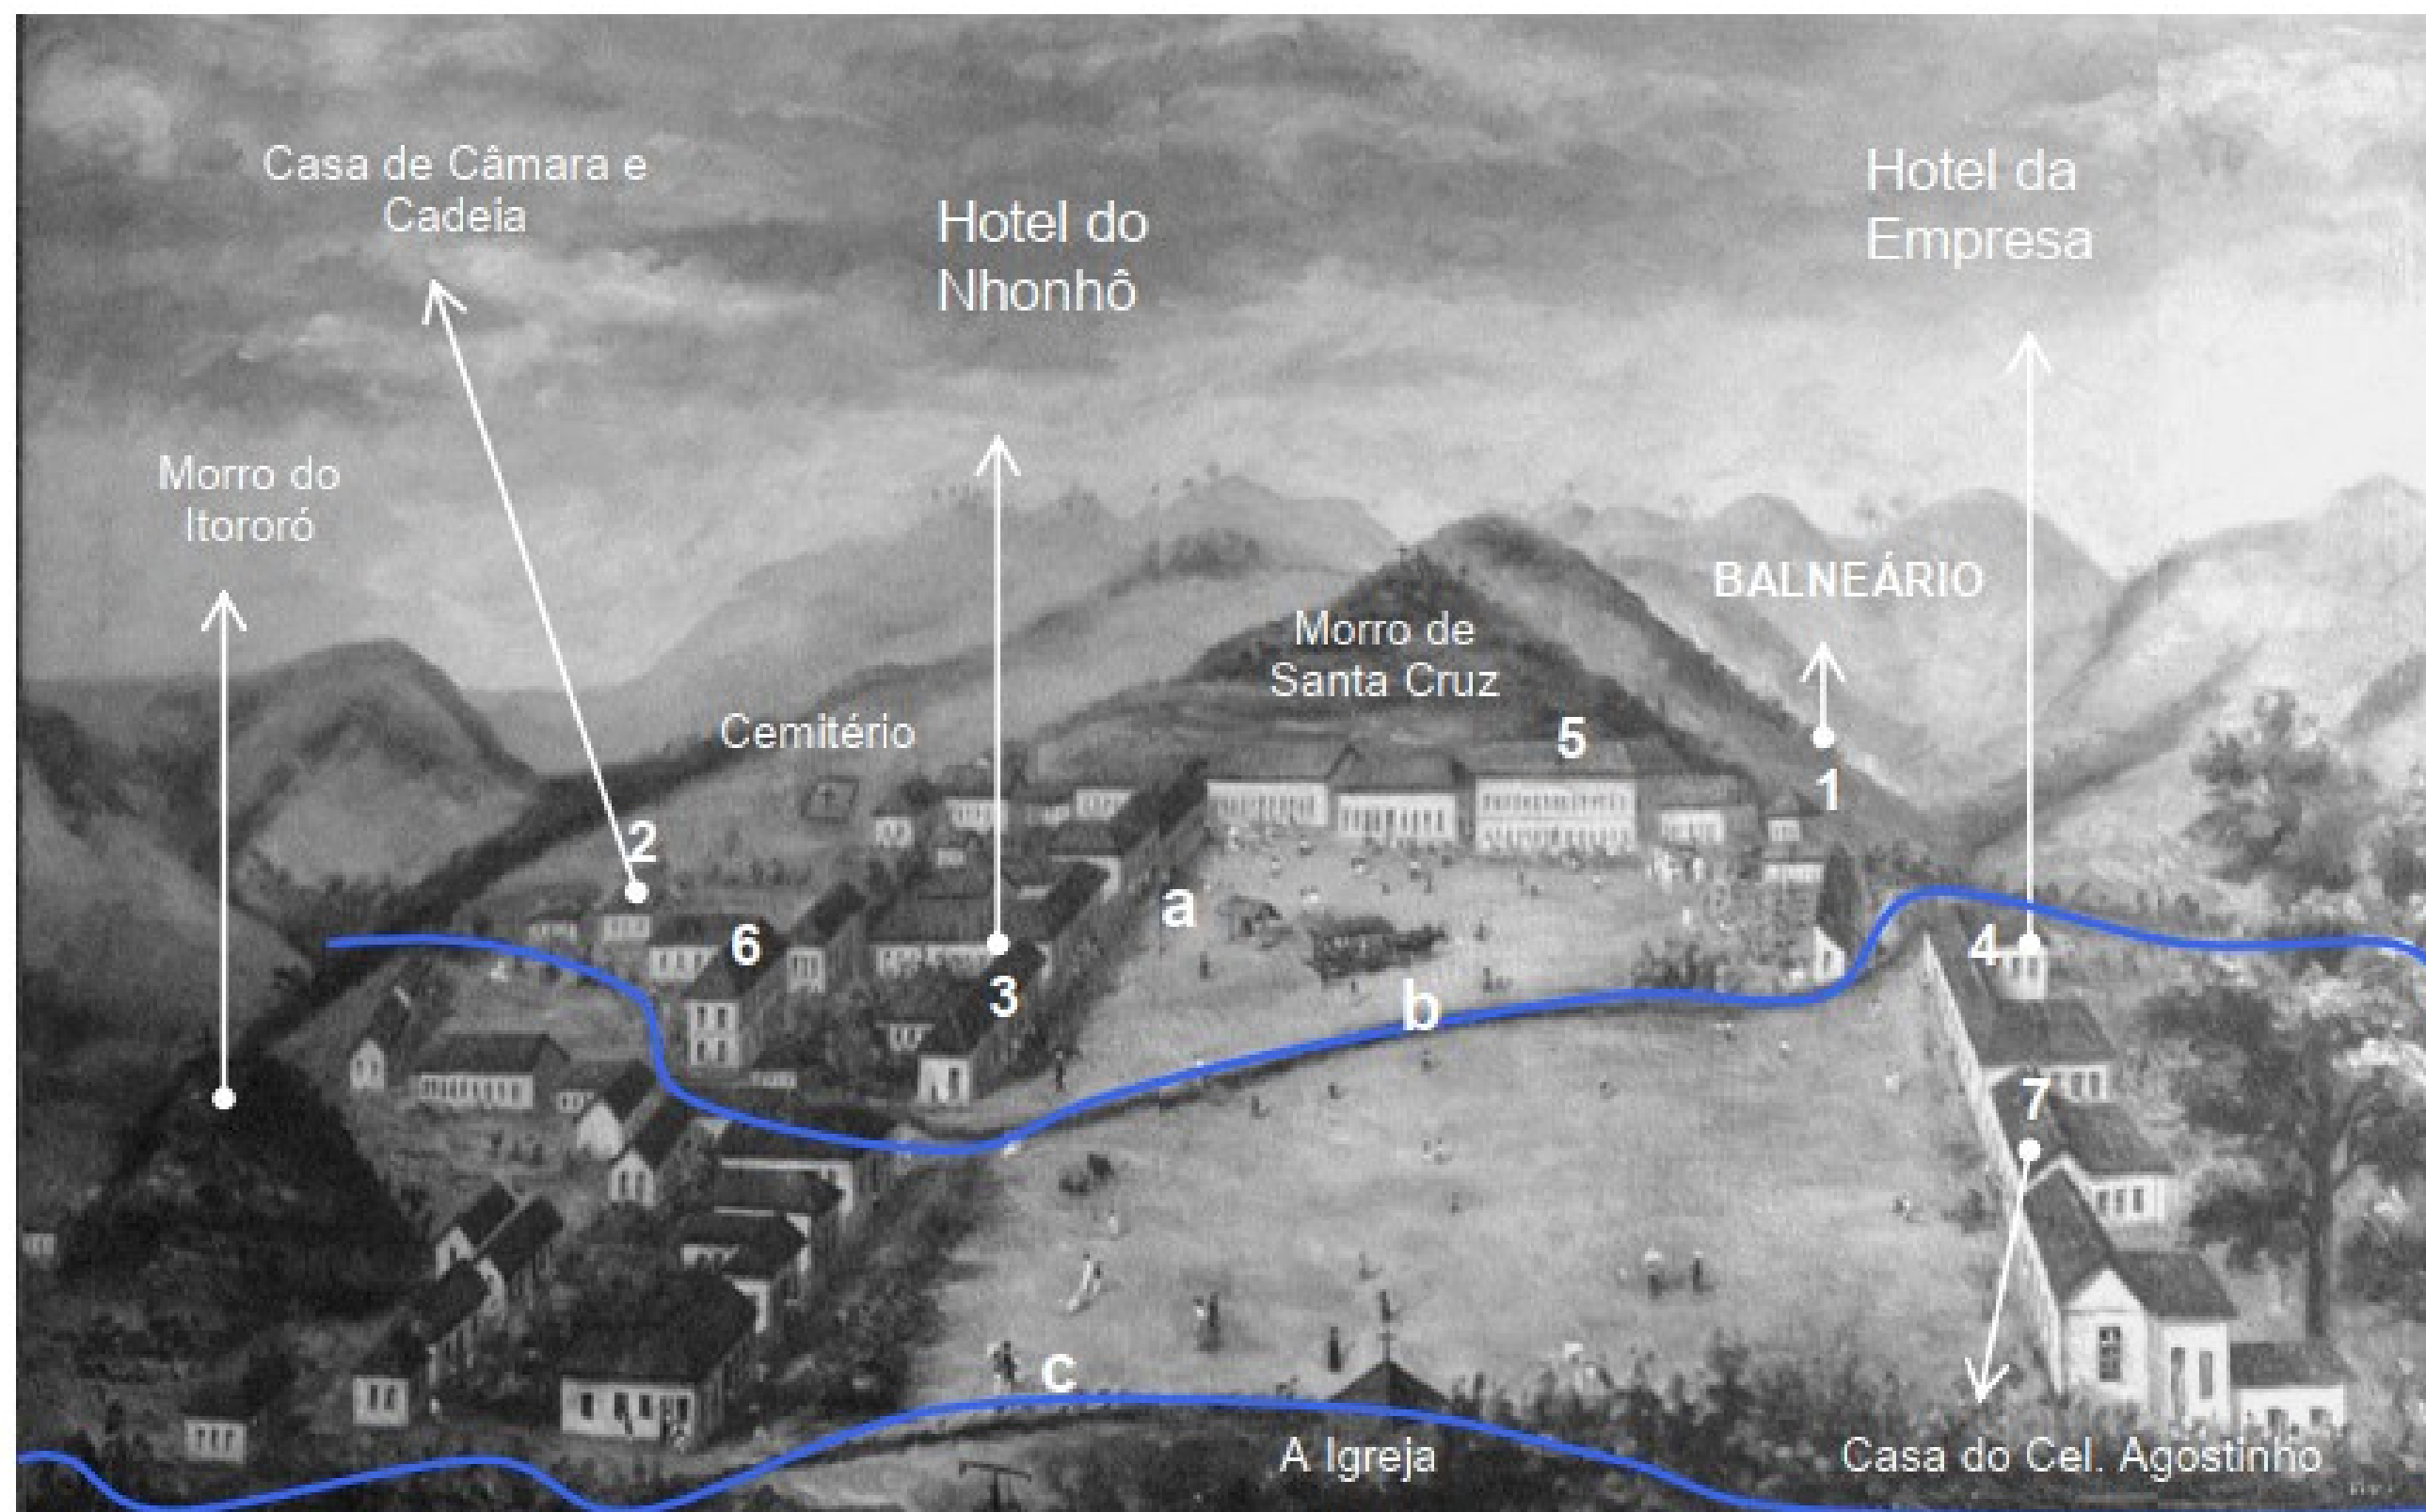 Casa de Câmara e
Cadeia
Hotel do
Nhonhô
Hotel da
Empresa
Morro do
Itororó
BALNEÁRIO
Morro de
Santa Cruz
Cemitério
5
1
2
a
6
4
3
b
7
c
A Igreja
Casa do Cel. Agostinho